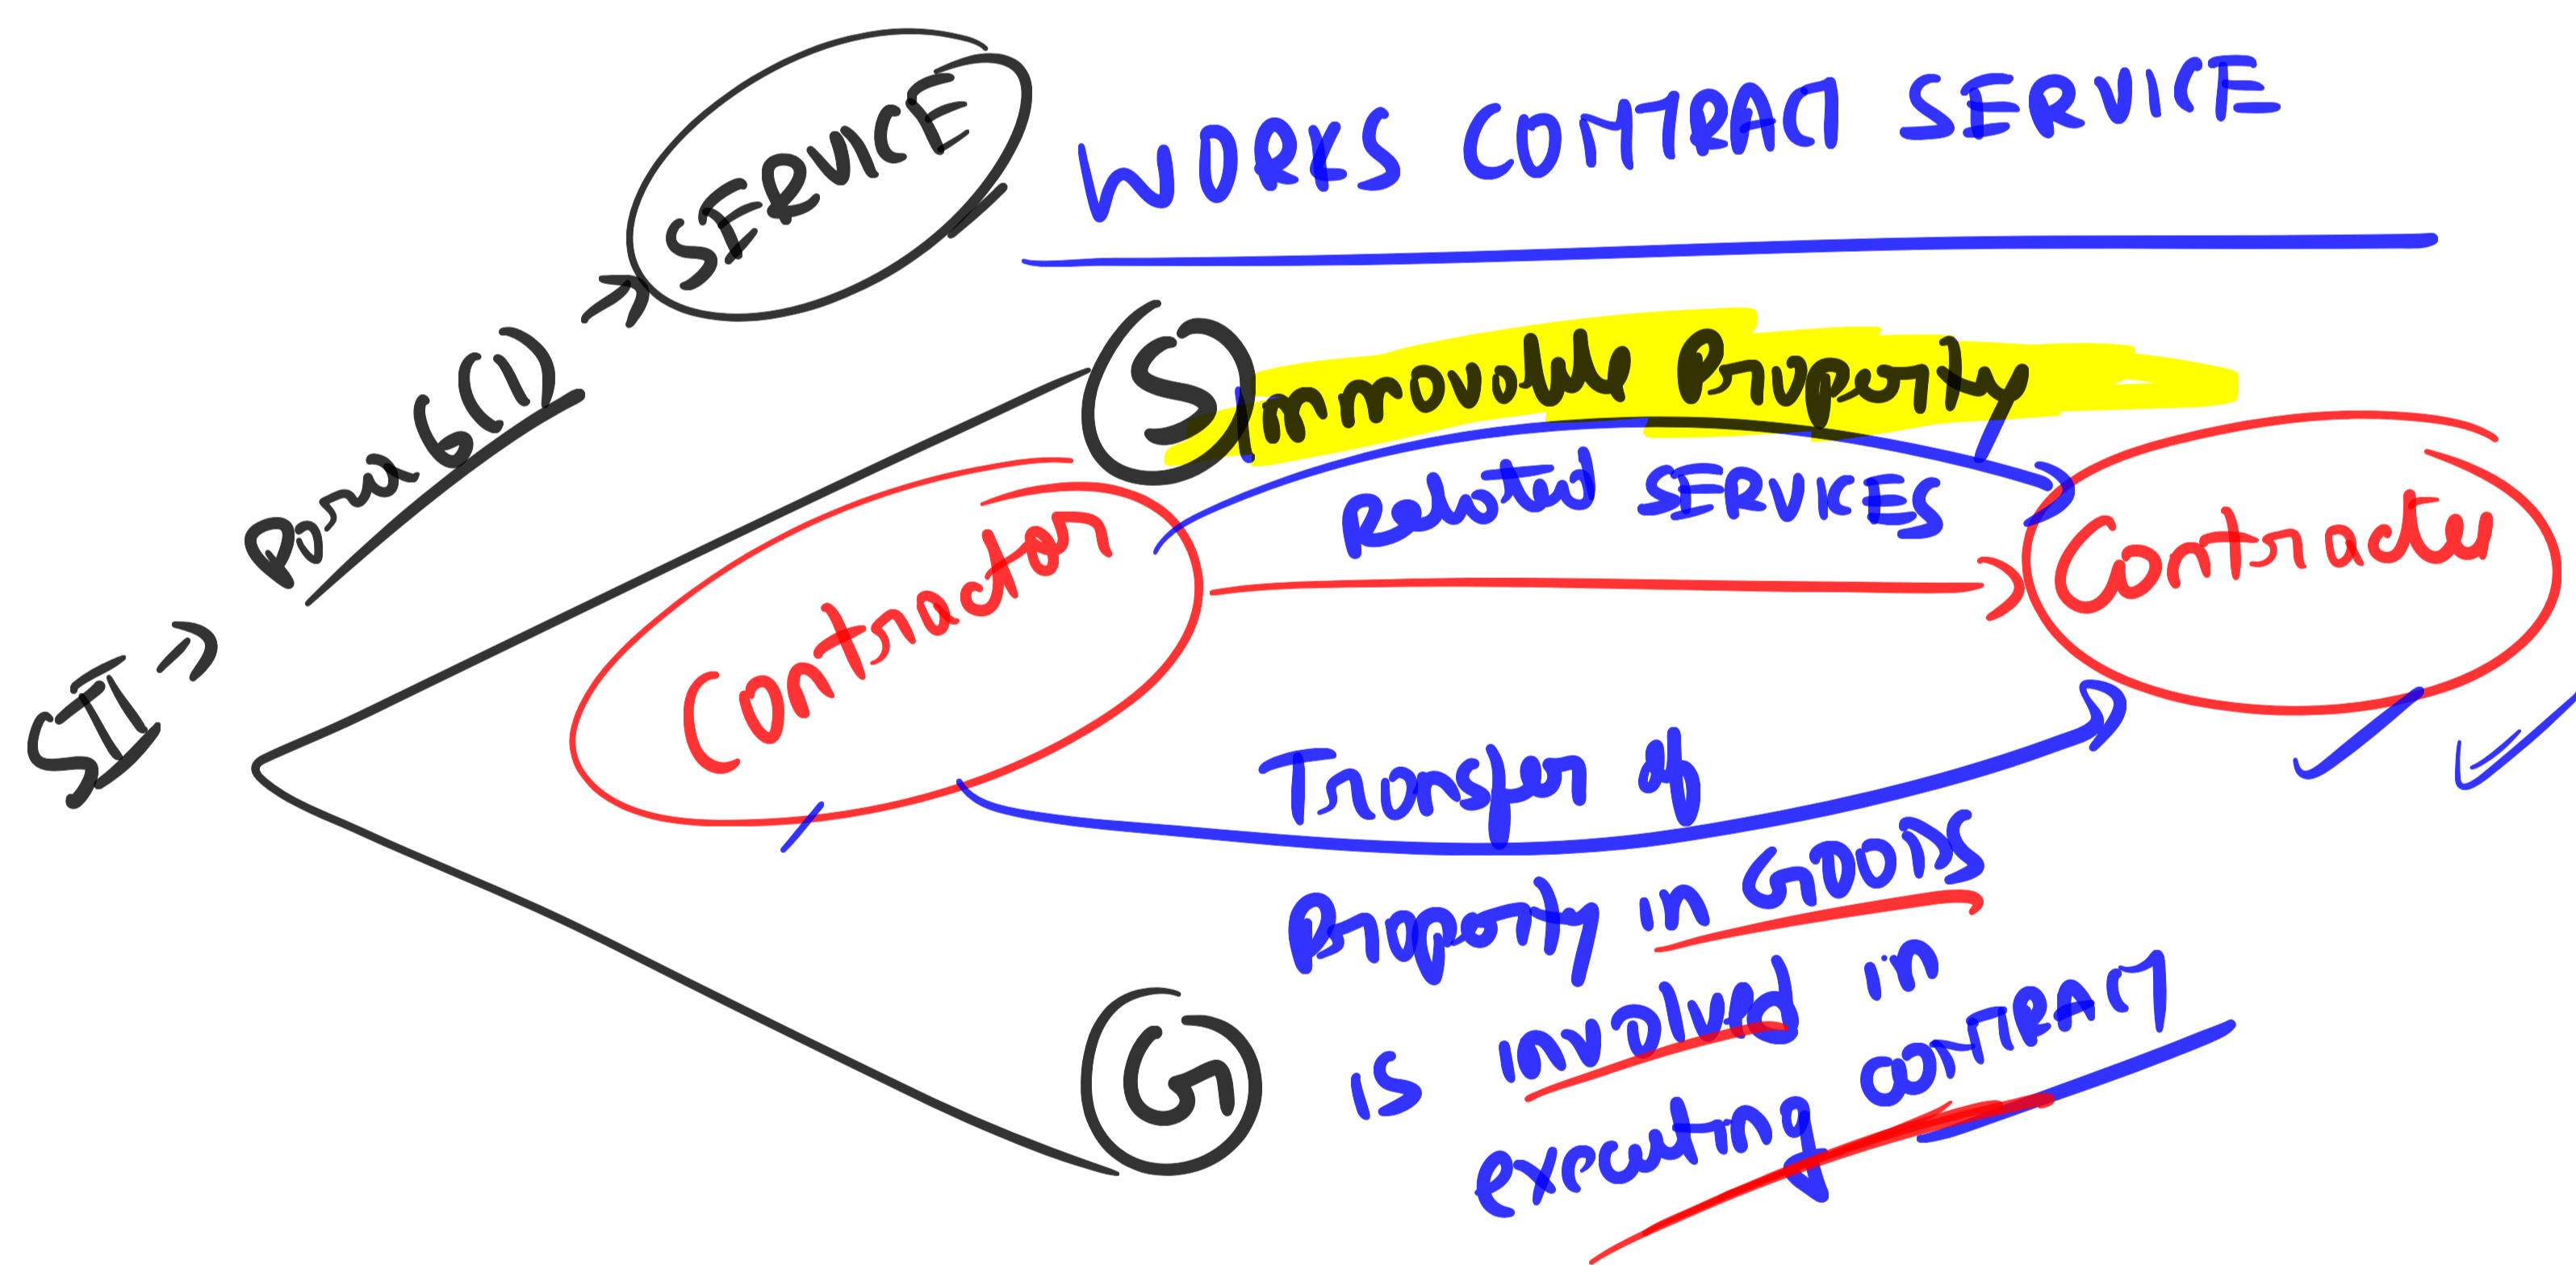 WORKS CONTRACT SERVICE
SII → Para 6(1) → SERVICE
S
Immovable Property
Related SERVICES
Contractor
Contractee
Transfer of
Property in GOODS
is involved in
executing CONTRACT
G